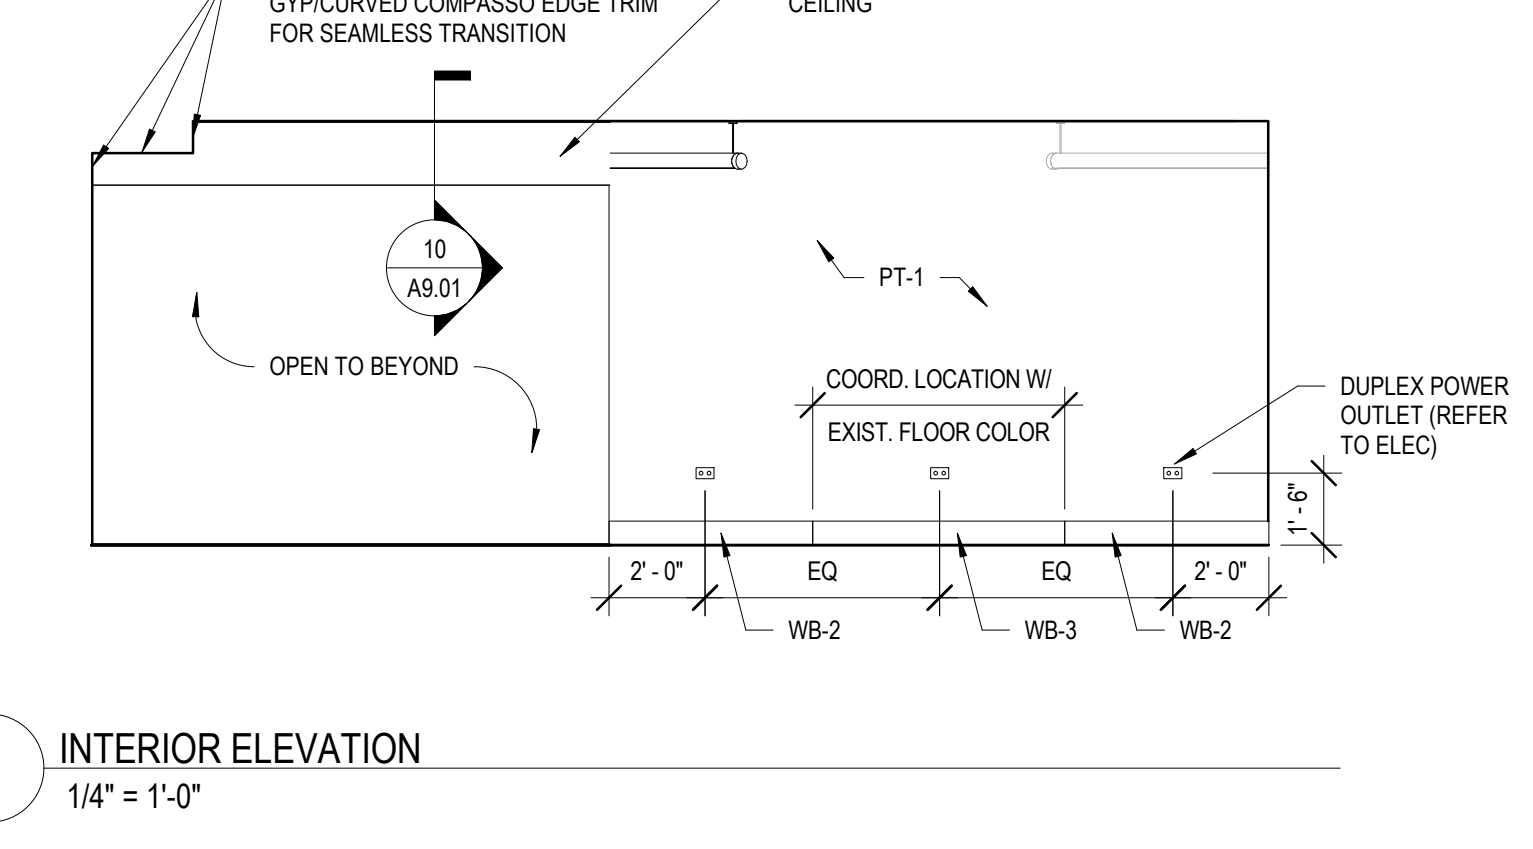 GYP/CURVED COMPASSO EDGE TRIM
FOR SEAMLESS TRANSITION
CEILING
10
A9.01
PT-1
OPEN TO BEYOND
COORD. LOCATION W/
EXIST. FLOOR COLOR
DUPLEX POWER
OUTLET (REFER
TO ELEC)
1' - 6"
2' - 0"
EQ
EQ
2' - 0"
WB-2
WB-3
WB-2
INTERIOR ELEVATION
1/4" = 1'-0"